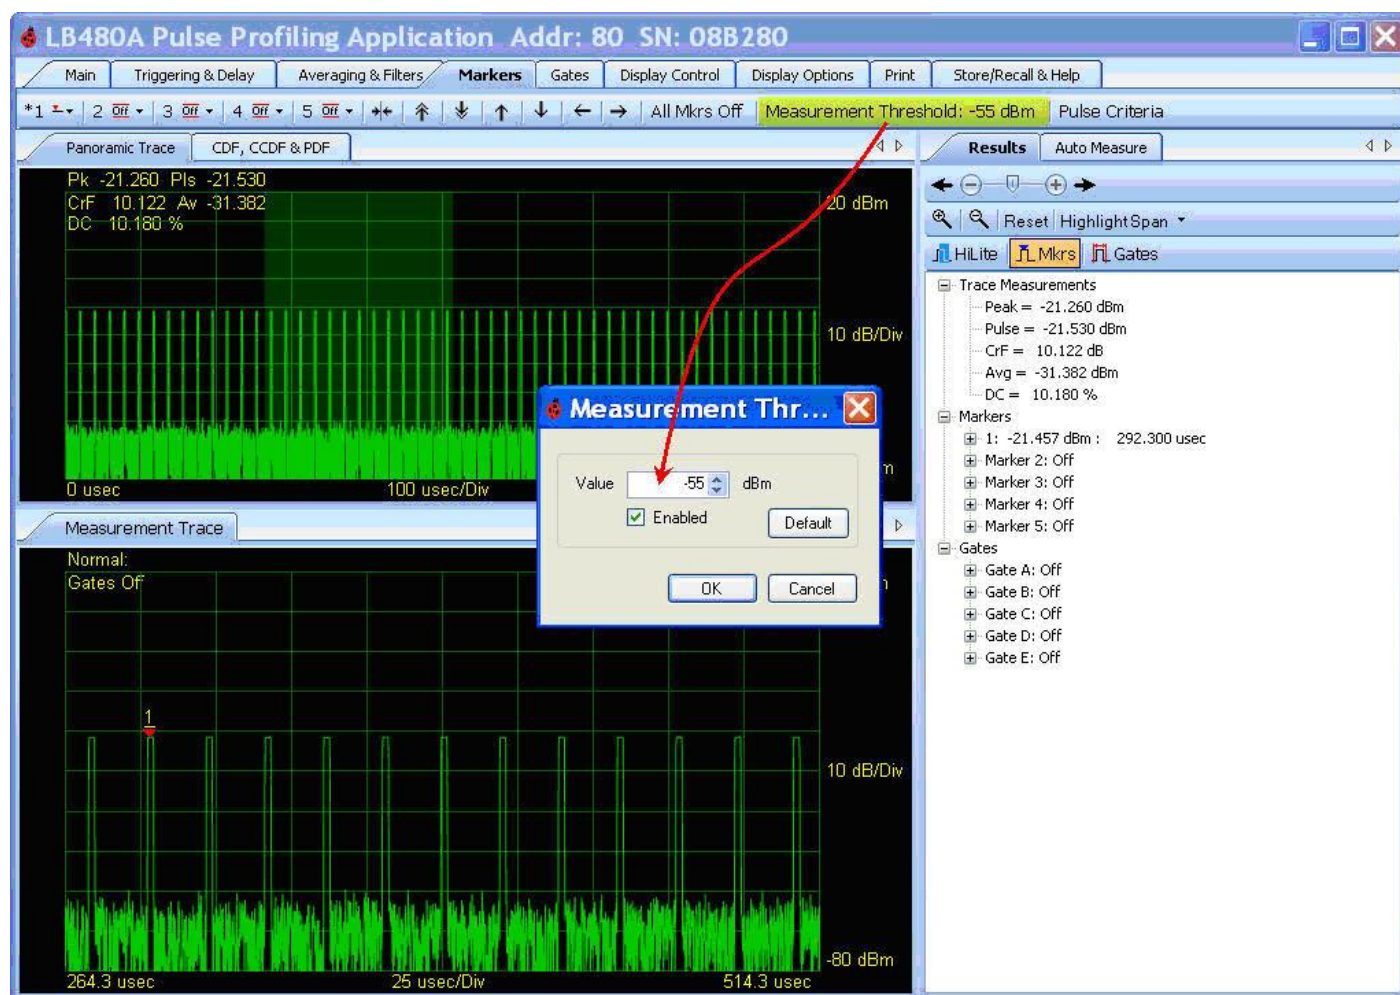 LB480A Pulse Profiling Application Addr: 80 SN: 08B280
Main Triggering & Delay Averaging & Filters Markers Gates Display Control Display Options Print Store/Recall & Help
*1 2 Off 3 Off 4 Off 5 Off All Mkrs Off Measurement Threshold: -55 dBm Pulse Criteria
Panoramic Trace CDF, CCDF & PDF
Pk -21.260 Pls -21.530
CrF 10.122 Av -31.382
DC 10.180 %
20 dBm
10 dB/Div
0 usec 100 usec/Div
Measurement Thr...
Value -55 dBm
Enabled Default
OK Cancel
Measurement Trace
Normal:
Gates Off
1
10 dB/Div
-80 dBm
264.3 usec 25 usec/Div 514.3 usec
Results Auto Measure
Reset HighlightSpan
HiLite Mkrs Gates
Trace Measurements
Peak = -21.260 dBm
Pulse = -21.530 dBm
CrF = 10.122 dB
Avg = -31.382 dBm
DC = 10.180 %
Markers
1: -21.457 dBm : 292.300 usec
Marker 2: Off
Marker 3: Off
Marker 4: Off
Marker 5: Off
Gates
Gate A: Off
Gate B: Off
Gate C: Off
Gate D: Off
Gate E: Off